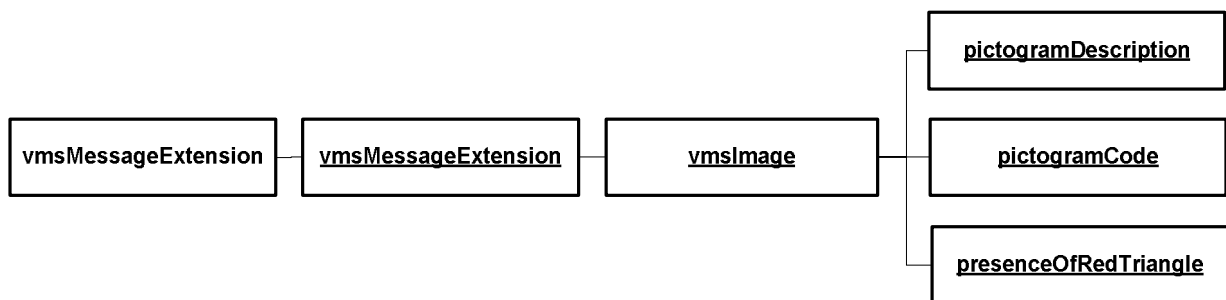 pictogramDescription
vmsMessageExtension
vmsMessageExtension
vmsImage
pictogramCode
presenceOfRedTriangle